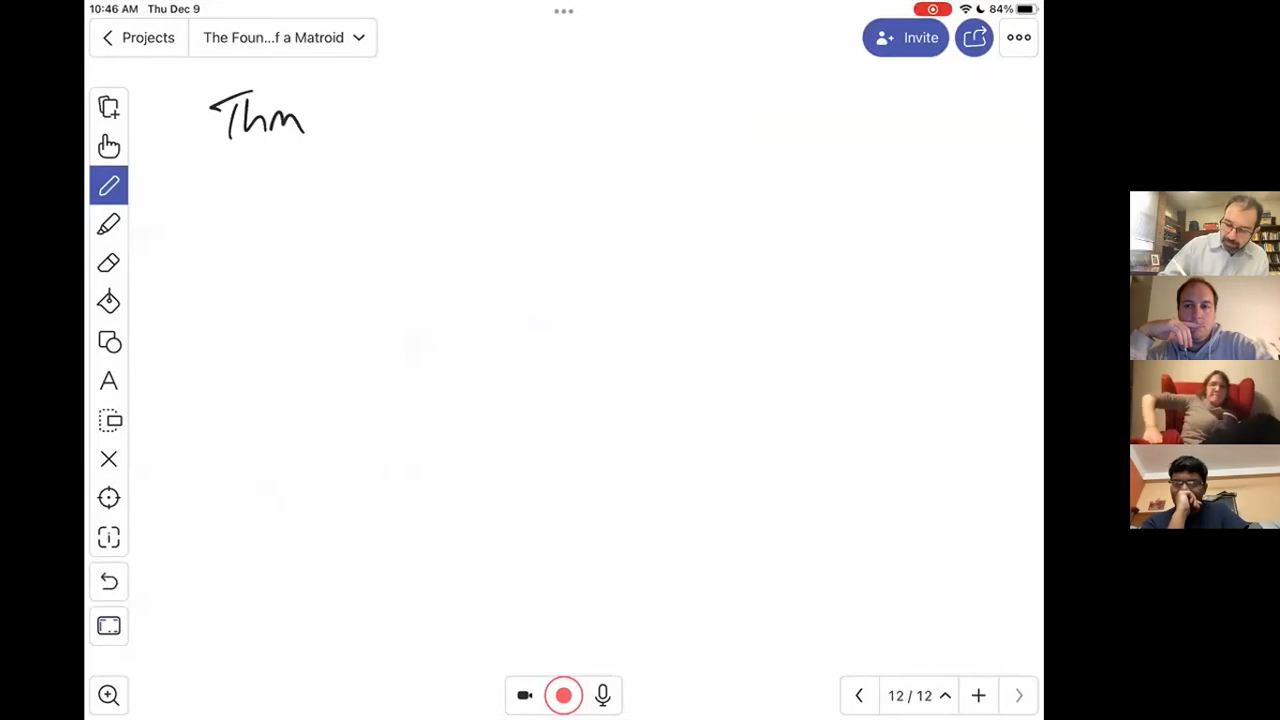 10:46 AM Thu Dec 9
84%
Projects
The Foun...f a Matroid
Invite
Thm
A
12 / 12